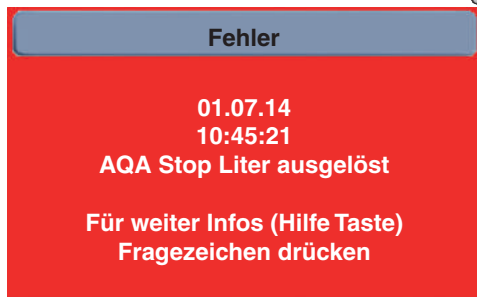 Fehler
01.07.14
10:45:21
AQA Stop Liter ausgelöst
Für weiter Infos (Hilfe Taste)
Fragezeichen drücken